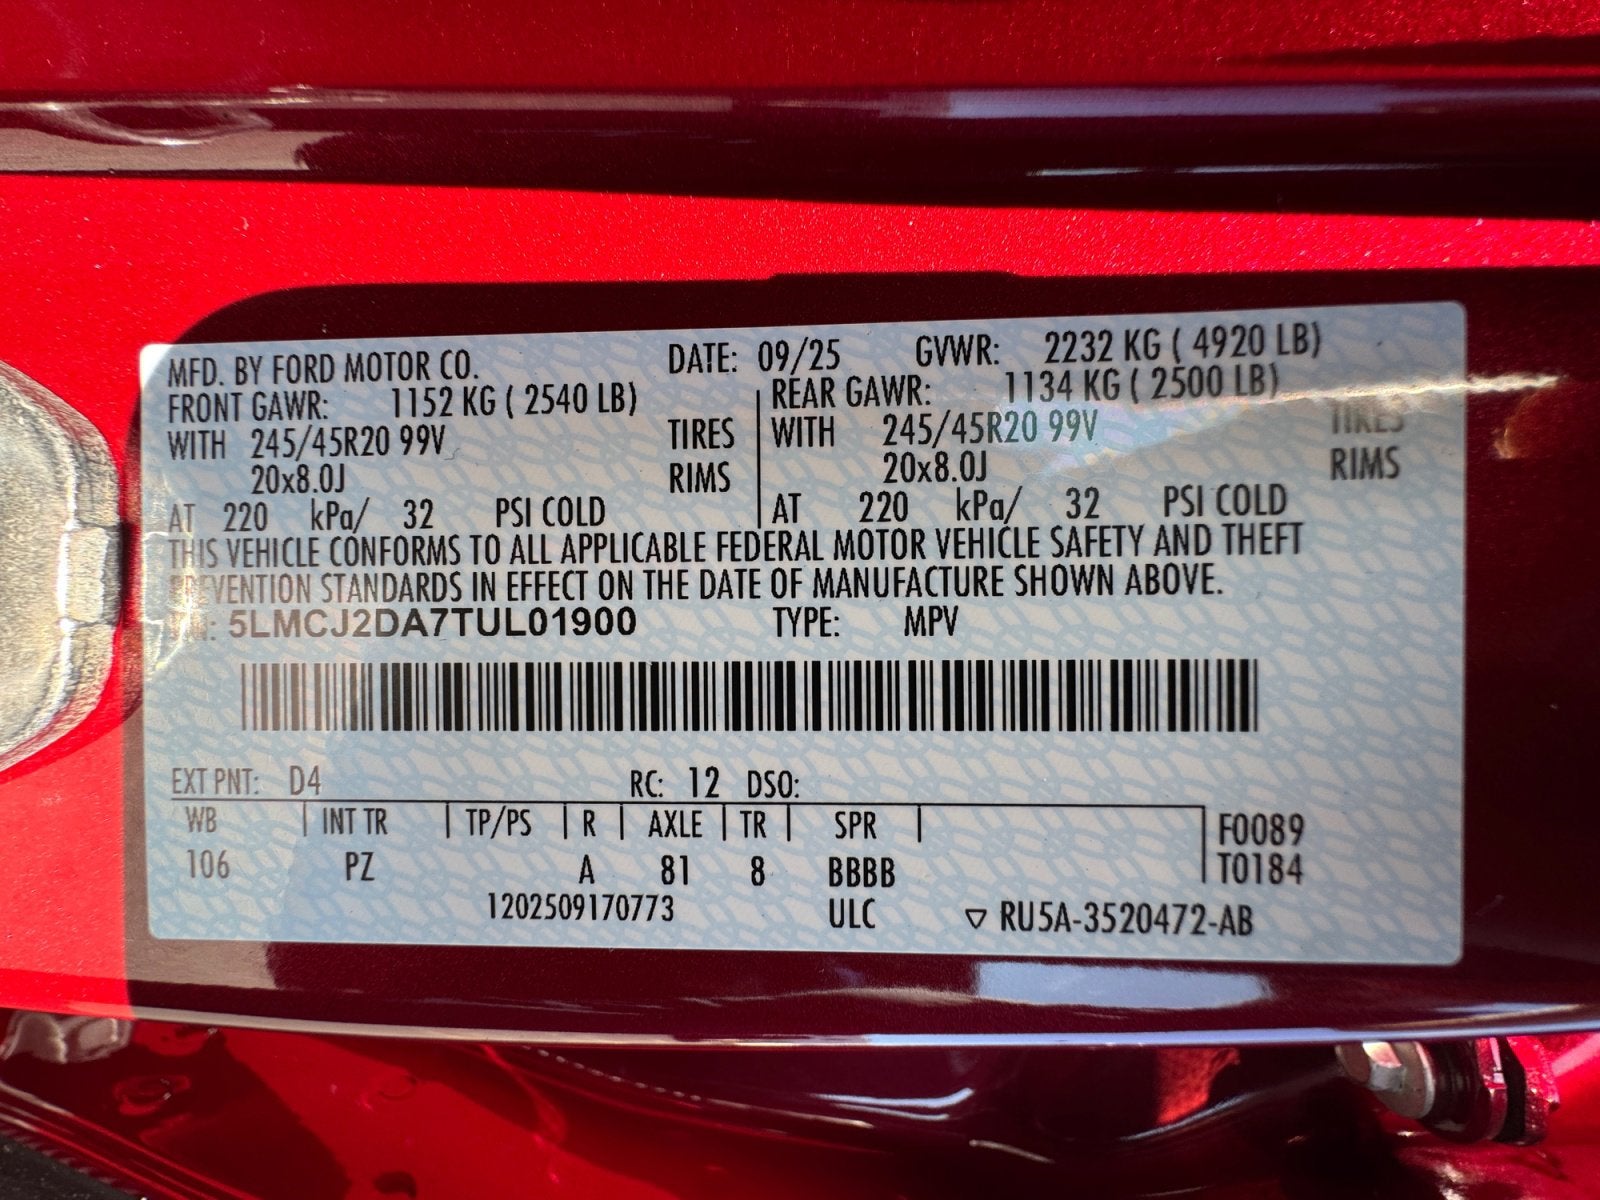 MFD. BY FORD MOTOR CO. DATE: 09/25 GVWR: 2232 KG ( 4920 LB)
FRONT GAWR: 1152 KG ( 2540 LB) REAR GAWR: 1134 KG ( 2500 LB)
WITH 245/45R20 99V TIRES WITH 245/45R20 99V TIRES
20x8.0J RIMS 20x8.0J RIMS
AT 220 kPa/ 32 PSI COLD AT 220 kPa/ 32 PSI COLD
THIS VEHICLE CONFORMS TO ALL APPLICABLE FEDERAL MOTOR VEHICLE SAFETY AND THEFT
PREVENTION STANDARDS IN EFFECT ON THE DATE OF MANUFACTURE SHOWN ABOVE.
VIN: 5LMCJ2DA7TUL01900 TYPE: MPV
EXT PNT: D4 RC: 12 DSO:
WB INT TR TP/PS R AXLE TR SPR F0089
106 PZ A 81 8 BBBB T0184
1202509170773 ULC ▽ RU5A-3520472-AB